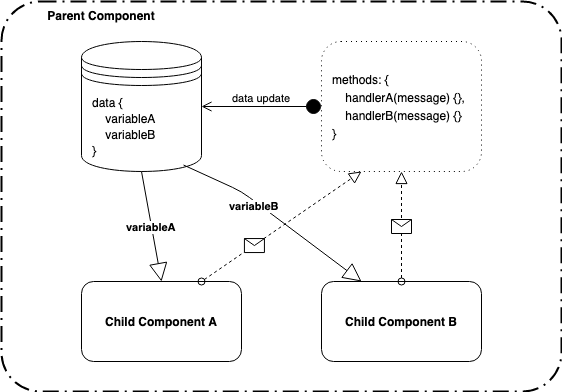 Parent Component
data {
variableA
variableB
}
data update
methods: {
handlerA(message) {},
handlerB(message) {}
}
variableA
variableB
Child Component A
Child Component B